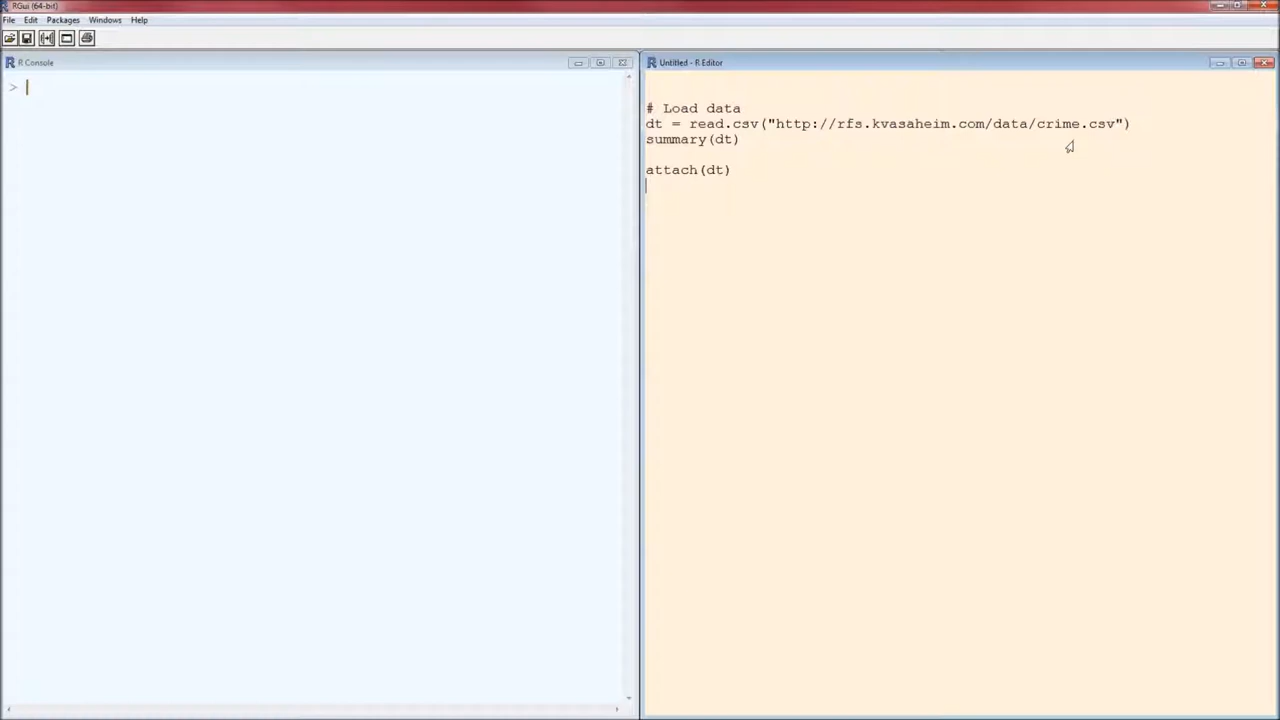 RGui (64-bit)
File Edit Packages Windows Help
R Console
>
Untitled - R Editor
# Load data
dt = read.csv("http://rfs.kvasaheim.com/data/crime.csv")
summary(dt)
attach(dt)